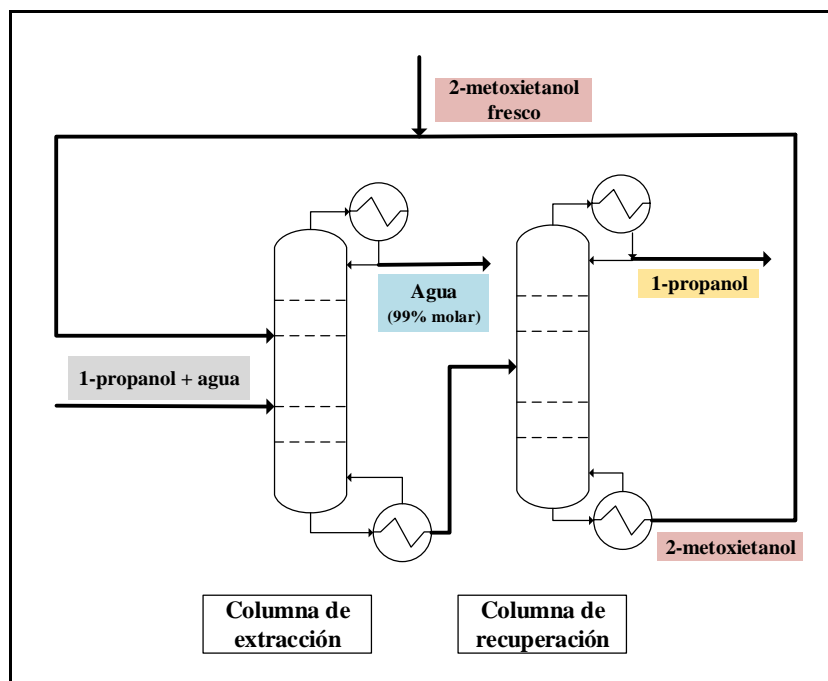 2-metoxietanol
fresco
Agua
(99% molar)
1-propanol
1-propanol + agua
2-metoxietanol
Columna de
extracción
Columna de
recuperación